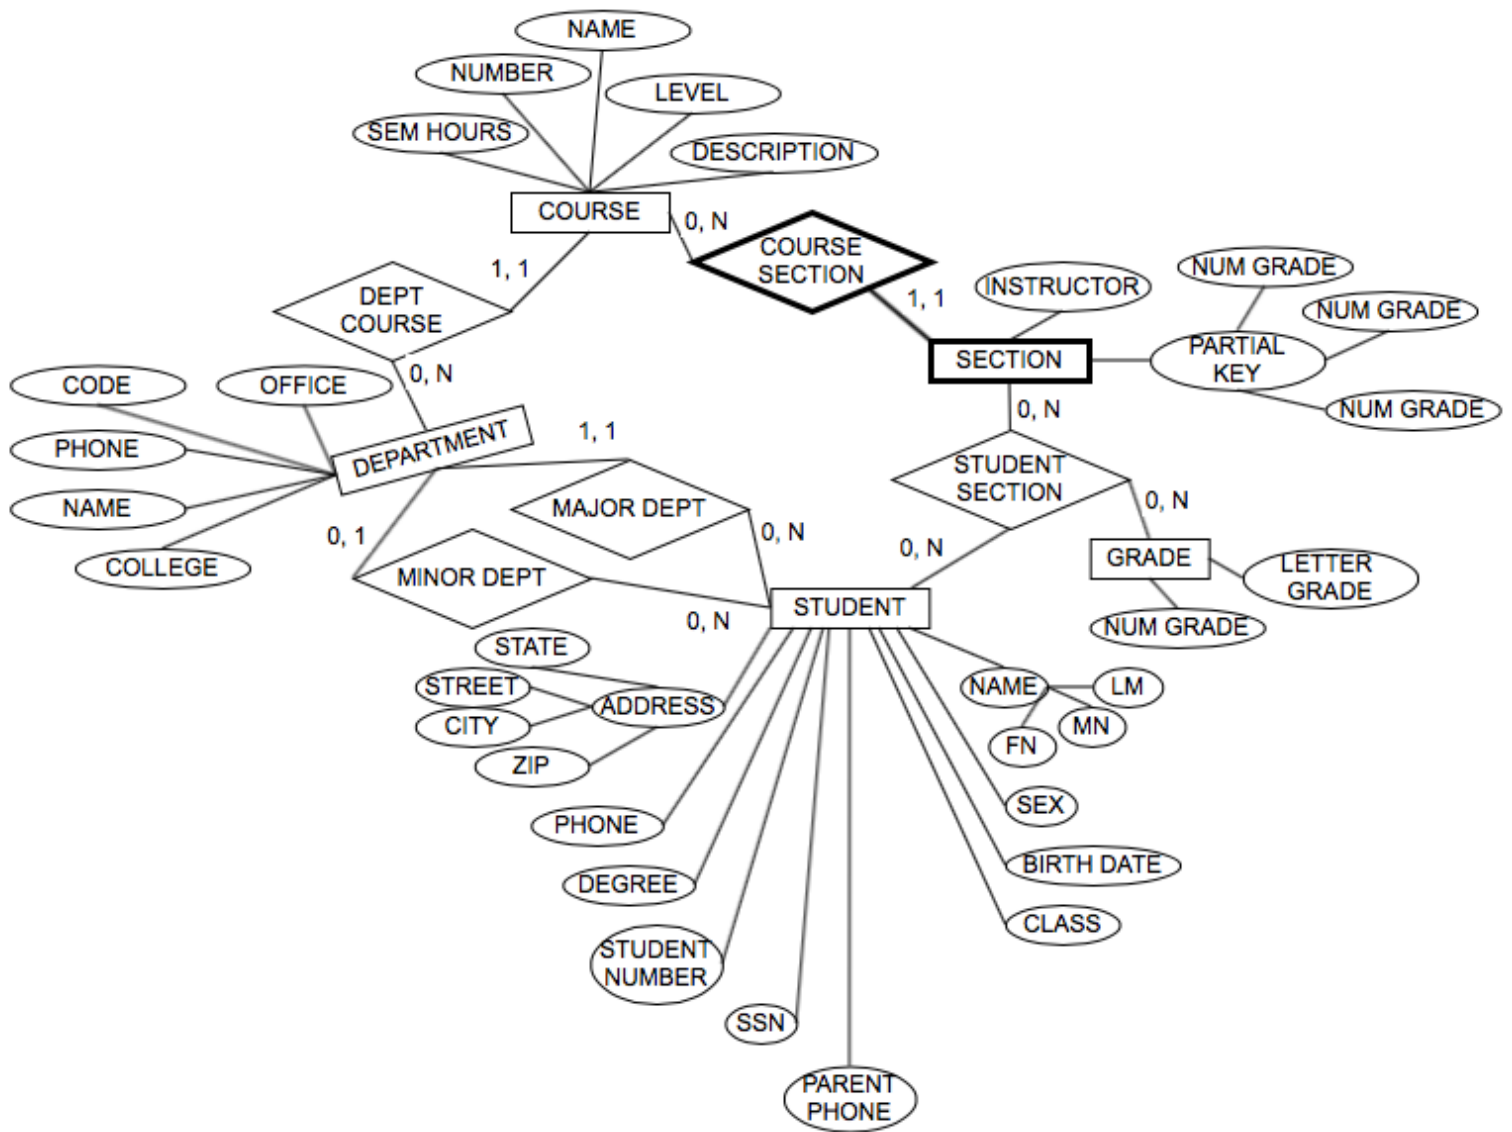 NAME
NUMBER
LEVEL
SEM HOURS
DESCRIPTION
COURSE
0, N
COURSE
SECTION
1, 1
DEPT
COURSE
1, 1
INSTRUCTOR
NUM GRADE
NUM GRADE
SECTION
PARTIAL
KEY
NUM GRADE
CODE
OFFICE
0, N
0, N
PHONE
DEPARTMENT
1, 1
STUDENT
SECTION
NAME
MAJOR DEPT
0, N
0, 1
0, N
0, N
COLLEGE
MINOR DEPT
GRADE
LETTER
GRADE
STUDENT
0, N
NUM GRADE
STATE
STREET
ADDRESS
CITY
ZIP
NAME
LM
MN
FN
PHONE
SEX
DEGREE
BIRTH DATE
CLASS
STUDENT
NUMBER
SSN
PARENT
PHONE